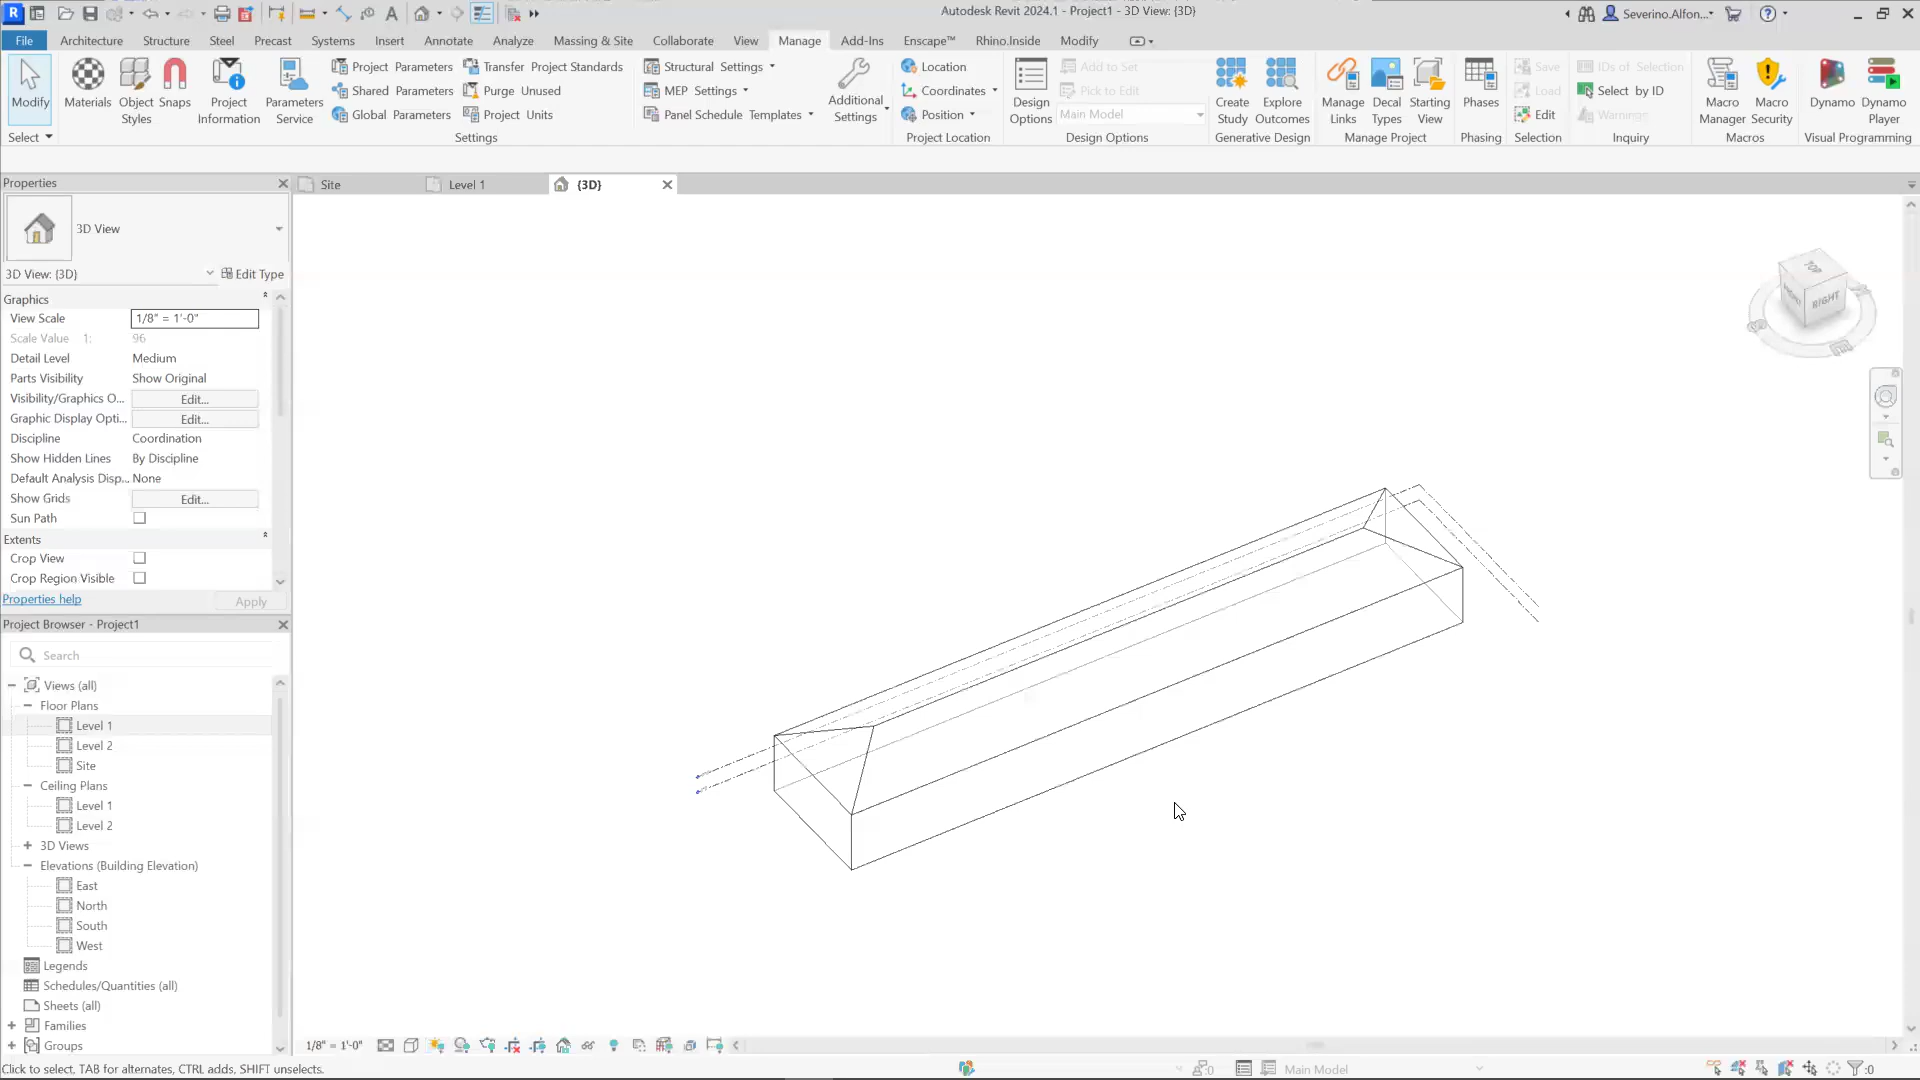 Autodesk Revit 2024.1 - Project1 - 3D View: {3D}
Severino.Alfon...
File Architecture Structure Steel Precast Systems Insert Annotate Analyze Massing & Site Collaborate View Manage Add-Ins Enscape™ Rhino.Inside Modify
Modify
Select
Materials
Object Styles
Snaps
Project Information
Parameters Service
Project Parameters
Shared Parameters
Global Parameters
Transfer Project Standards
Purge Unused
Project Units
Settings
Structural Settings
MEP Settings
Panel Schedule Templates
Additional Settings
Location
Coordinates
Position
Project Location
Design Options
Add to Set
Pick to Edit
Main Model
Design Options
Create Study
Explore Outcomes
Generative Design
Manage Links
Decal Types
Starting View
Manage Project
Phases
Phasing
Save
Load
Edit
Selection
IDs of Selection
Select by ID
Warnings
Inquiry
Macro Manager
Macro Security
Macros
Dynamo
Dynamo Player
Visual Programming
Properties
Site
Level 1
{3D}
3D View
3D View: {3D}
Edit Type
Graphics
View Scale 1/8" = 1'-0"
Scale Value 1: 96
Detail Level Medium
Parts Visibility Show Original
Visibility/Graphics O... Edit...
Graphic Display Opti... Edit...
Discipline Coordination
Show Hidden Lines By Discipline
Default Analysis Disp... None
Show Grids Edit...
Sun Path
Extents
Crop View
Crop Region Visible
Properties help
Apply
Project Browser - Project1
Search
Views (all)
Floor Plans
Level 1
Level 2
Site
Ceiling Plans
Level 1
Level 2
3D Views
Elevations (Building Elevation)
East
North
South
West
Legends
Schedules/Quantities (all)
Sheets (all)
Families
Groups
TOP
RIGHT
1/8" = 1'-0"
Click to select, TAB for alternates, CTRL adds, SHIFT unselects.
:0
Main Model
:0